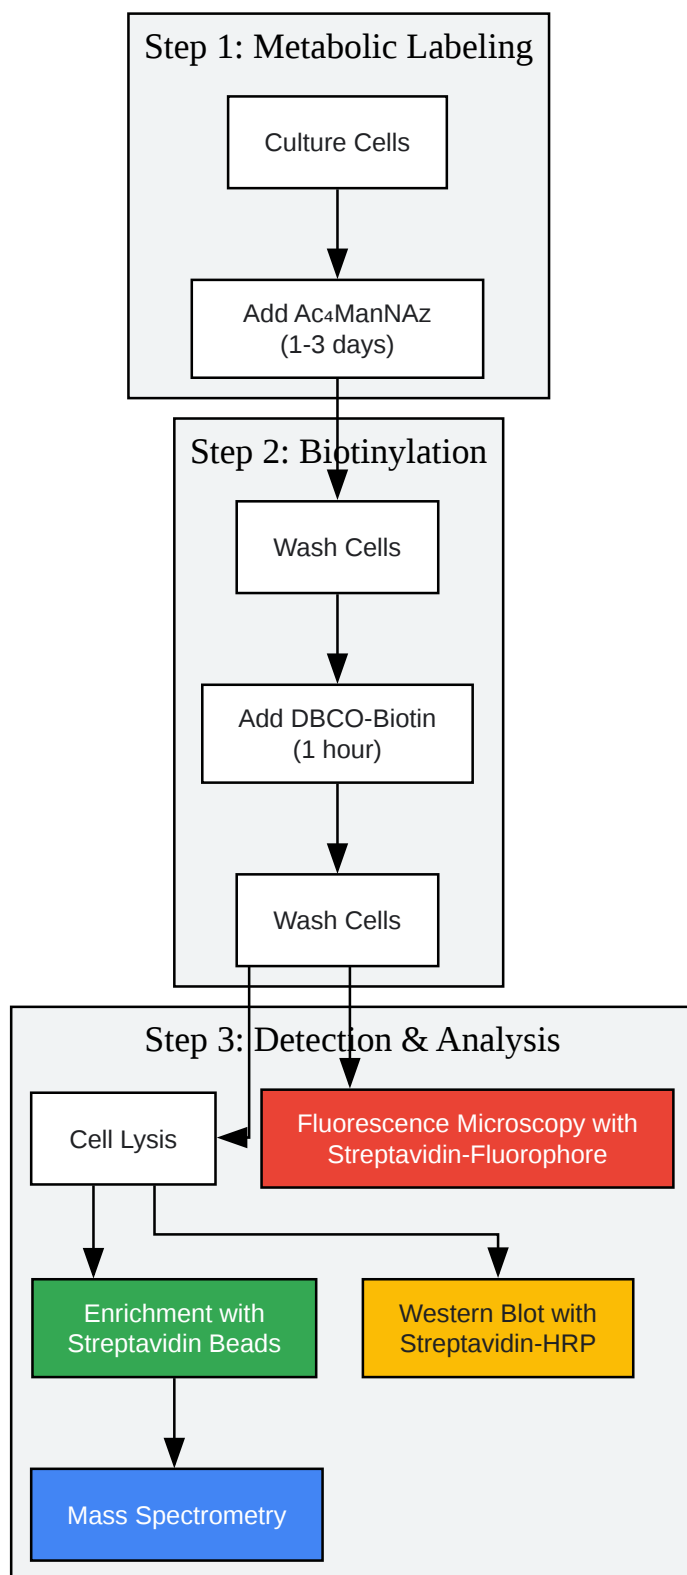 Step 1: Metabolic Labeling
Culture Cells
Add Ac₄ManNAz
(1-3 days)
Step 2: Biotinylation
Wash Cells
Add DBCO-Biotin
(1 hour)
Wash Cells
Step 3: Detection & Analysis
Cell Lysis
Fluorescence Microscopy with
Streptavidin-Fluorophore
Enrichment with
Streptavidin Beads
Western Blot with
Streptavidin-HRP
Mass Spectrometry